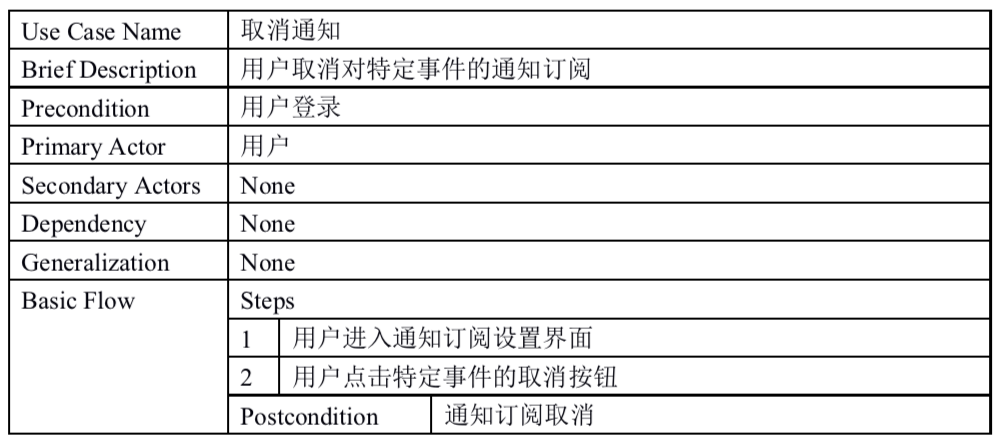 Use Case Name 取消通知
Brief Description 用户取消对特定事件的通知订阅
Precondition 用户登录
Primary Actor 用户
Secondary Actors None
Dependency None
Generalization None
Basic Flow Steps
1 用户进入通知订阅设置界面
2 用户点击特定事件的取消按钮
Postcondition 通知订阅取消